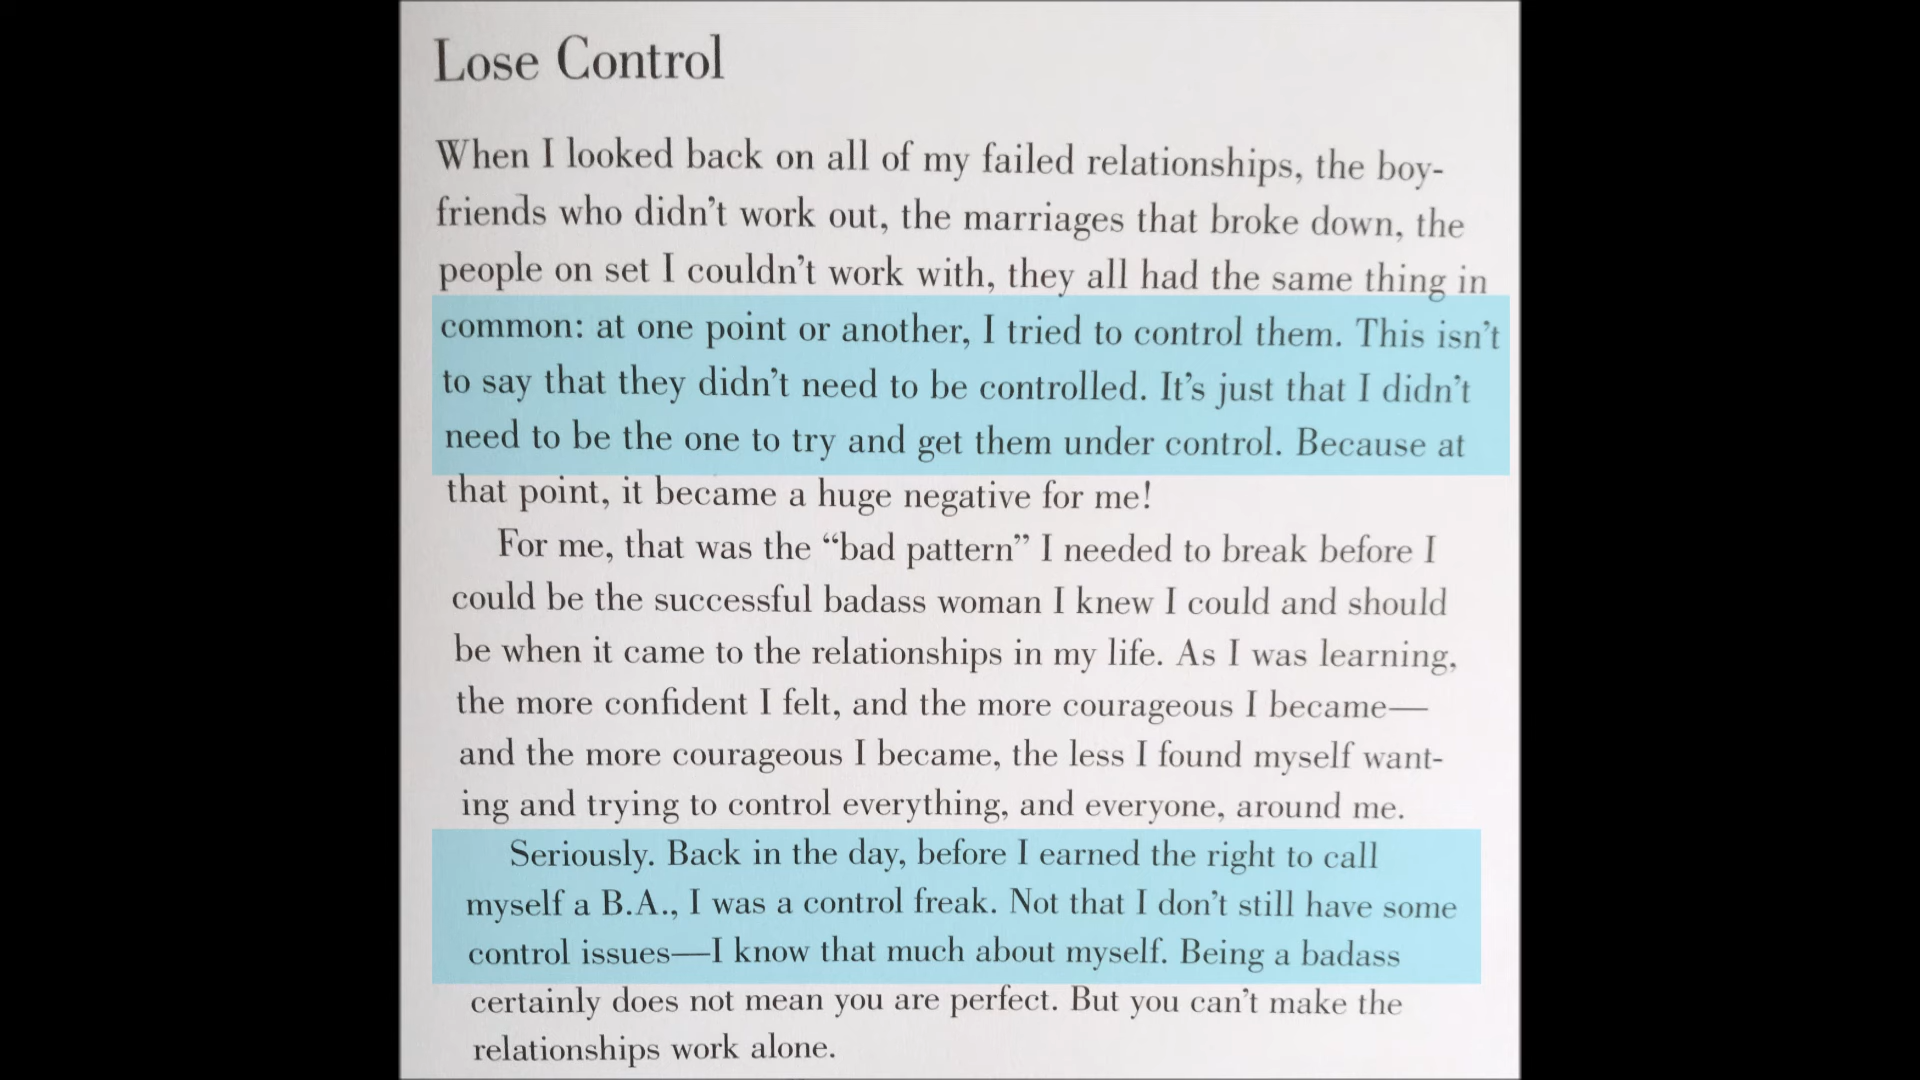 Lose Control
When I looked back on all of my failed relationships, the boy-
friends who didn’t work out, the marriages that broke down, the
people on set I couldn’t work with, they all had the same thing in
common: at one point or another, I tried to control them. This isn’t
to say that they didn’t need to be controlled. It’s just that I didn’t
need to be the one to try and get them under control. Because at
that point, it became a huge negative for me!
For me, that was the “bad pattern” I needed to break before I
could be the successful badass woman I knew I could and should
be when it came to the relationships in my life. As I was learning,
the more confident I felt, and the more courageous I became—
and the more courageous I became, the less I found myself want-
ing and trying to control everything, and everyone, around me.
Seriously. Back in the day, before I earned the right to call
myself a B.A., I was a control freak. Not that I don’t still have some
control issues—I know that much about myself. Being a badass
certainly does not mean you are perfect. But you can’t make the
relationships work alone.